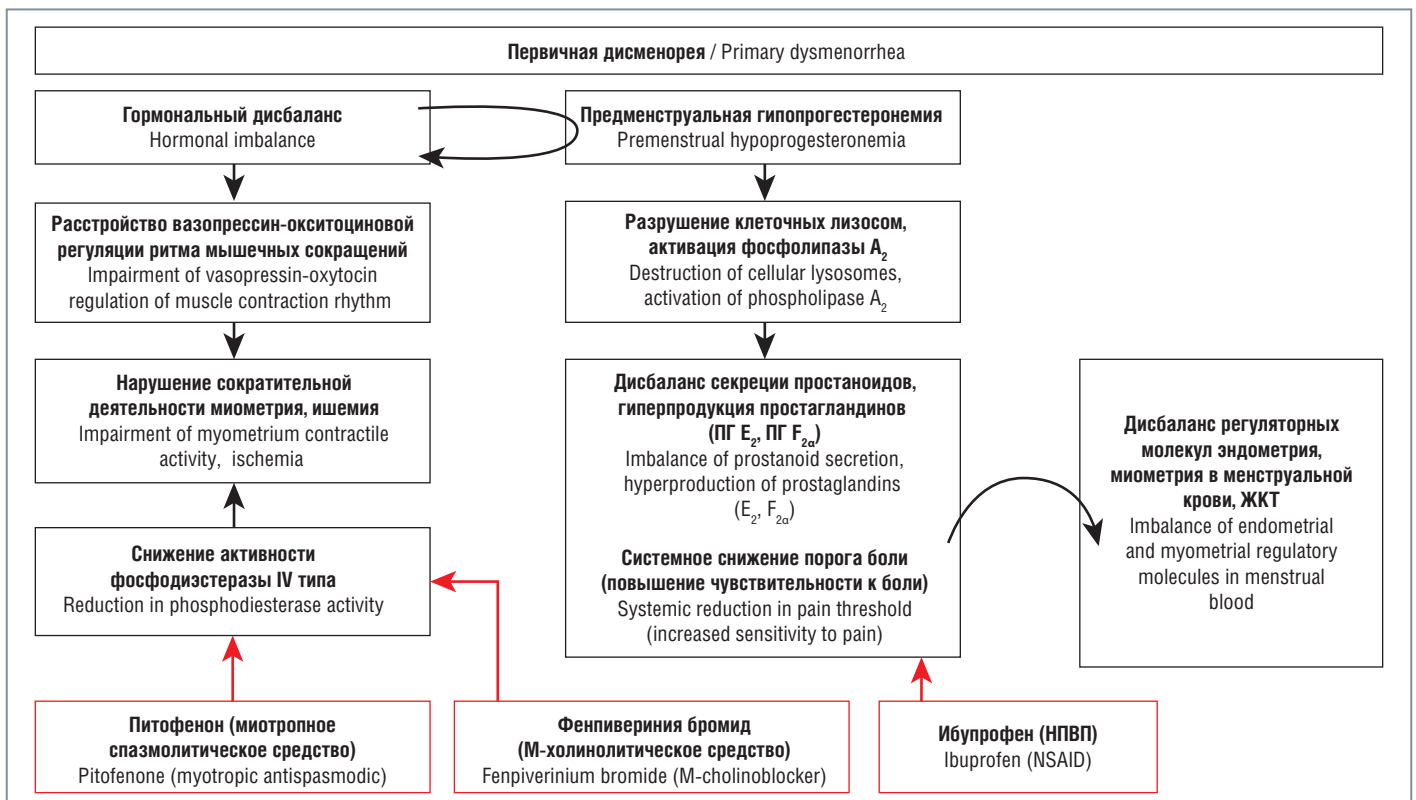 Первичная дисменорея / Primary dysmenorrhea
Гормональный дисбаланс
Hormonal imbalance
Предменструальная гипопрогестеронемия
Premenstrual hypoprogesteronemia
Расстройство вазопрессин-окситоциновой
регуляции ритма мышечных сокращений
Impairment of vasopressin-oxytocin
regulation of muscle contraction rhythm
Разрушение клеточных лизосом,
активация фосфолипазы А₂
Destruction of cellular lysosomes,
activation of phospholipase A₂
Нарушение сократительной
деятельности миометрия, ишемия
Impairment of myometrium contractile
activity, ischemia
Дисбаланс секреции простаноидов,
гиперпродукция простагландинов
(ПГ Е₂, ПГ F₂α)
Imbalance of prostanoid secretion,
hyperproduction of prostaglandins
(E₂, F₂α)
Системное снижение порога боли
(повышение чувствительности к боли)
Systemic reduction in pain threshold
(increased sensitivity to pain)
Дисбаланс регуляторных
молекул эндометрия,
миометрия в менструальной
крови, ЖКТ
Imbalance of endometrial
and myometrial regulatory
molecules in menstrual
blood
Снижение активности
фосфодиэстеразы IV типа
Reduction in phosphodiesterase activity
Питофенон (миотропное
спазмолитическое средство)
Pitofenone (myotropic antispasmodic)
Фенпивериния бромид
(М-холинолитическое средство)
Fenpiverinium bromide (M-cholinoblocker)
Ибупрофен (НПВП)
Ibuprofen (NSAID)